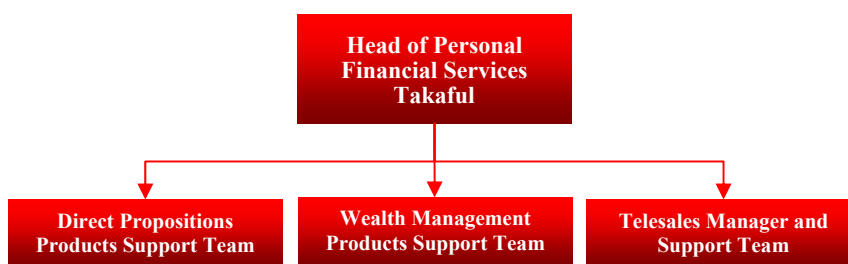 Head of Personal
Financial Services
Takaful
Direct Propositions
Products Support Team
Wealth Management
Products Support Team
Telesales Manager and
Support Team